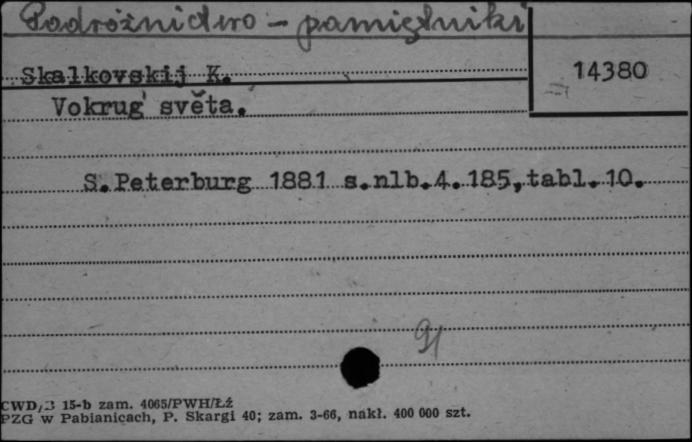 Podróżnictwo - pamiętniki
Skalkovskij K.
14380
Vokrug světa.
S. Peterburg 1881 s.nlb.4.185,tabl.10.
91
CWD/3 15-b zam. 4065/PWH/Łź
PZG w Pabianicach, P. Skargi 40; zam. 3-66, nakł. 400 000 szt.